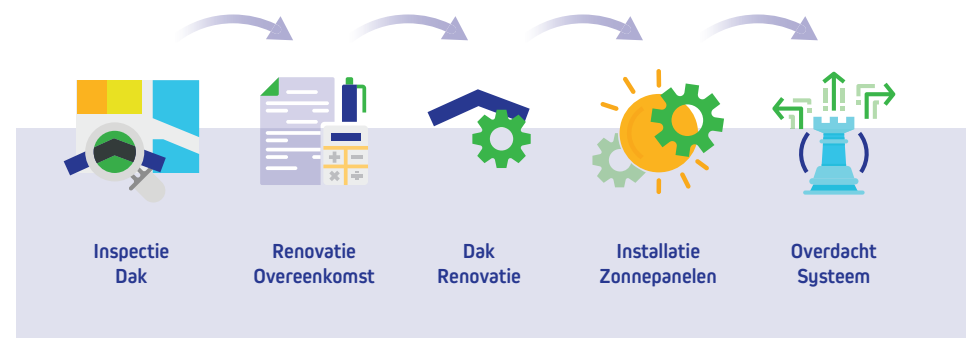 Inspectie
Dak
Renovatie
Overeenkomst
Dak
Renovatie
Installatie
Zonnepanelen
Overdacht
Systeem